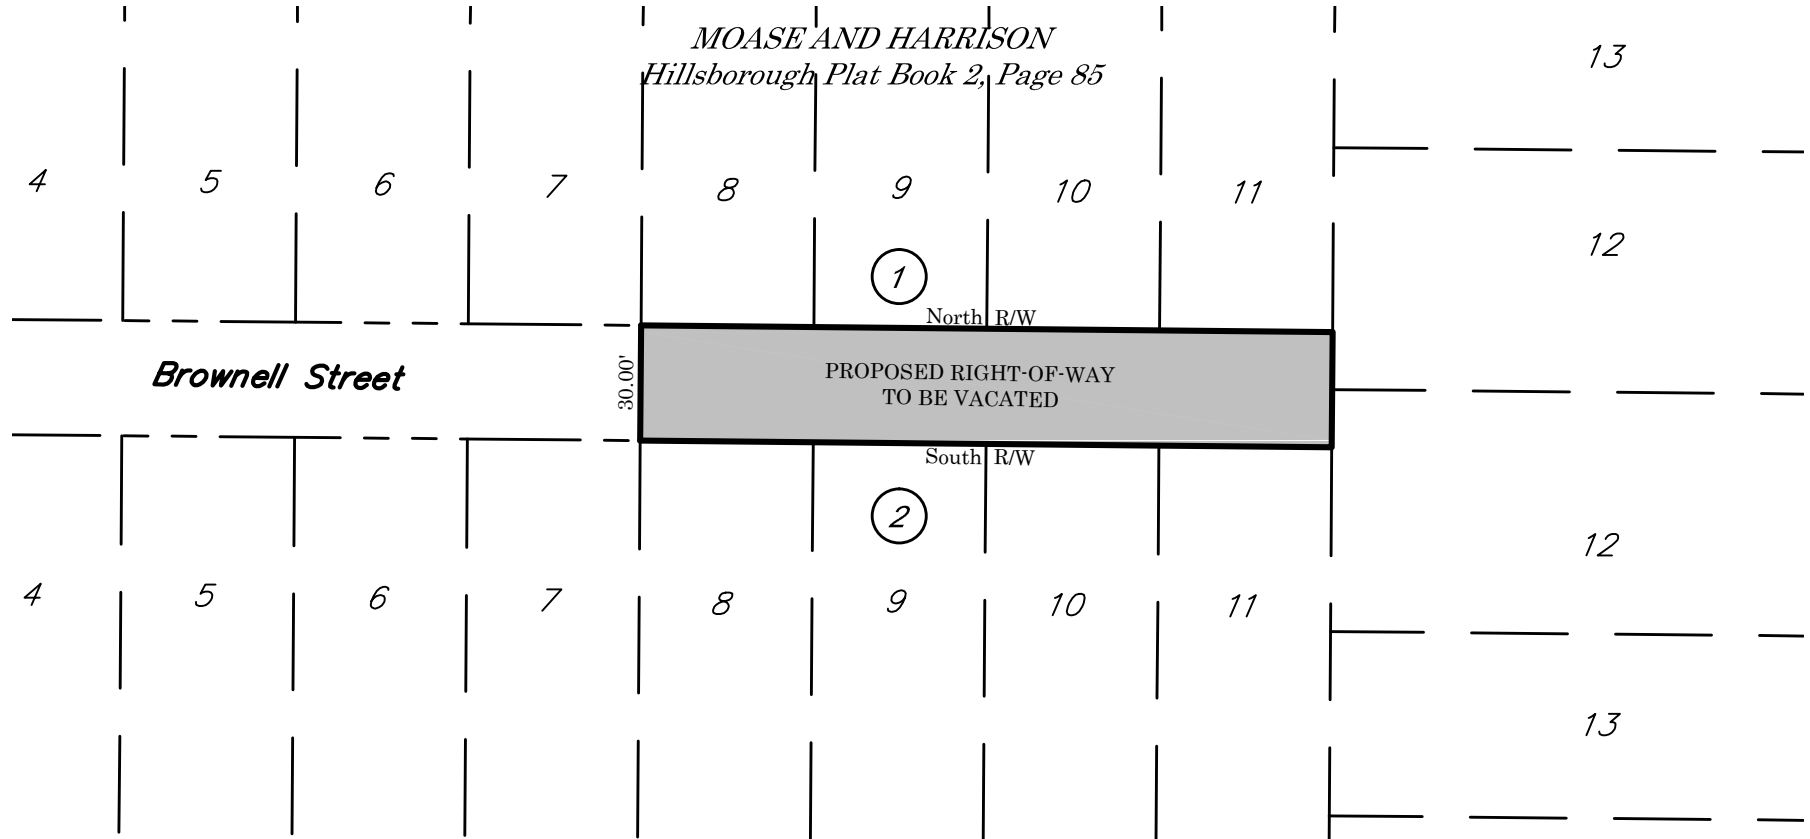 MOASE AND HARRISON
Hillsborough Plat Book 2, Page 85
13
4 5 6 7 8 9 10 11
12
1
North R/W
Brownell Street
30.00'
PROPOSED RIGHT-OF-WAY
TO BE VACATED
South R/W
2
12
4 5 6 7 8 9 10 11
13